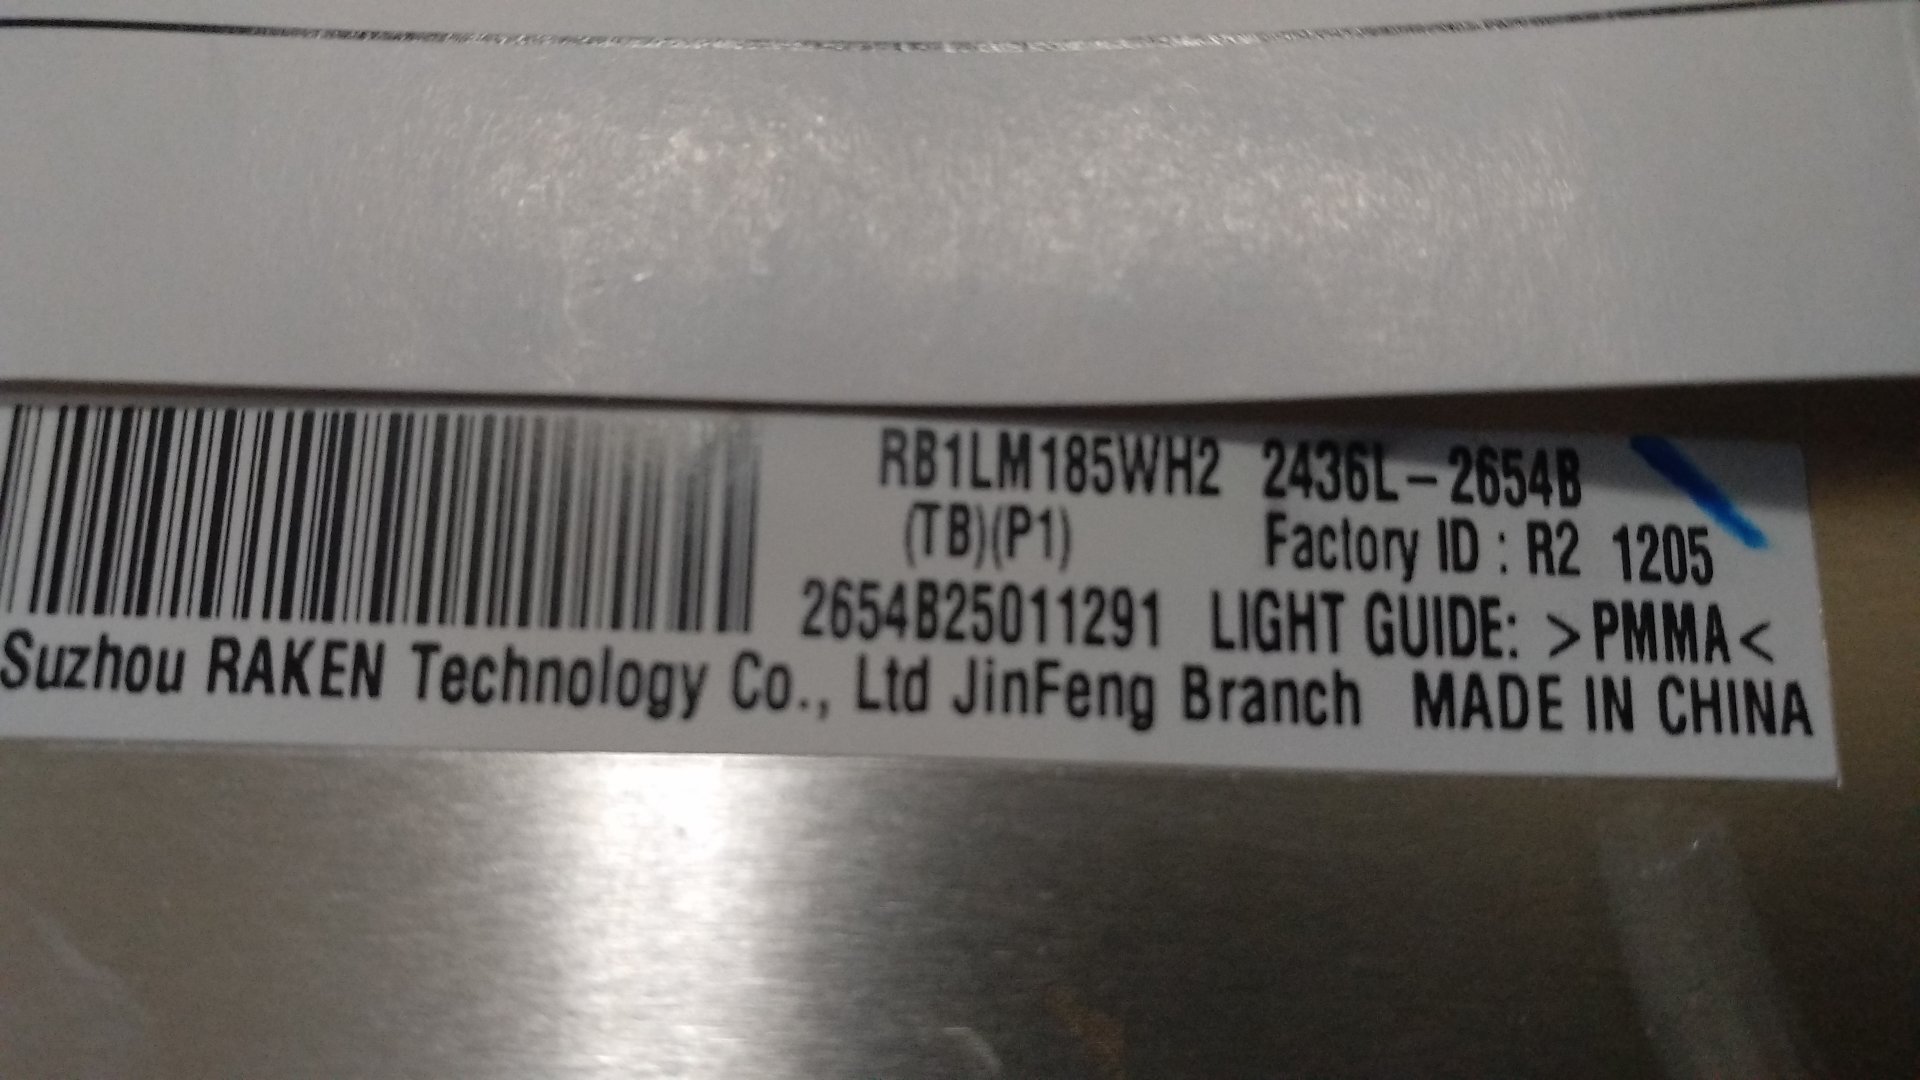 RB1LM185WH2 2436L-2654B
(TB)(P1) Factory ID : R2 1205
2654B25011291 LIGHT GUIDE: >PMMA<
Suzhou RAKEN Technology Co., Ltd JinFeng Branch MADE IN CHINA